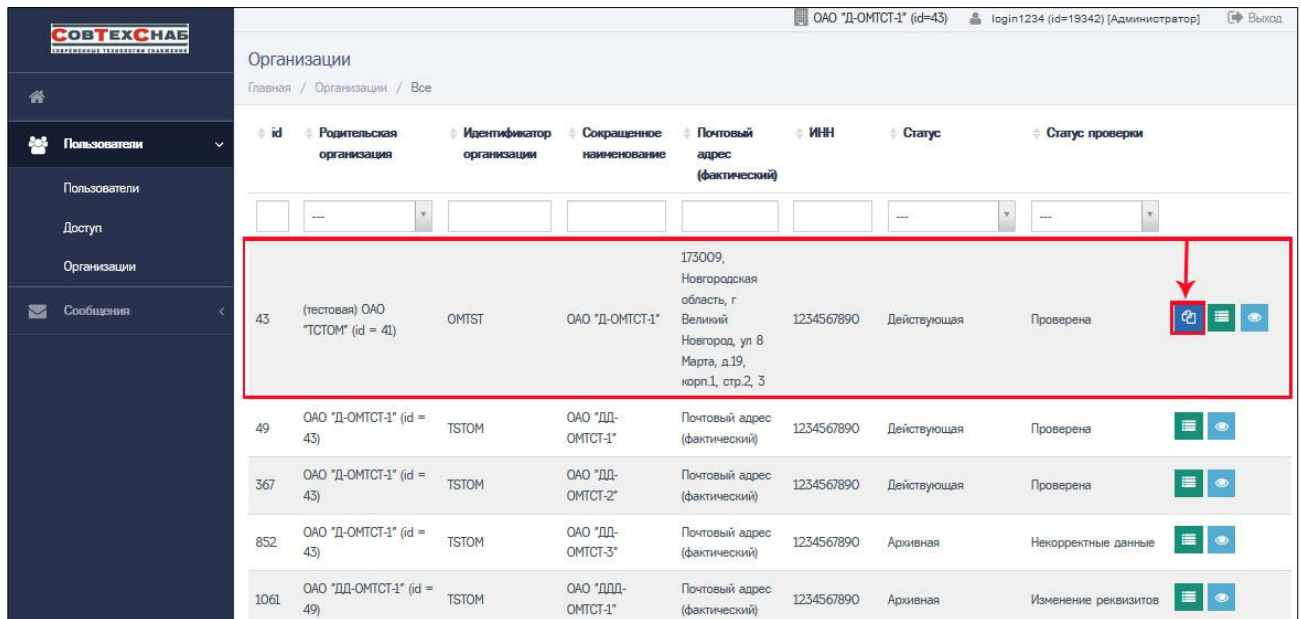 ОАО "Д-ОМТСТ-1" (id=43) login1234 (id=19342) [Администратор] Выход
СОВТЕХСНАБ
СОВРЕМЕННЫЕ ТЕХНОЛОГИИ СНАБЖЕНИЯ
Организации
Главная / Организации / Все
Пользователи
Пользователи
Доступ
Организации
Сообщения
id Родительская организация Идентификатор организации Сокращенное наименование Почтовый адрес (фактический) ИНН Статус Статус проверки
--- --- ---
43 (тестовая) ОАО "ТСТОМ" (id = 41) OMTST ОАО "Д-ОМТСТ-1" 173009, Новгородская область, г Великий Новгород, ул 8 Марта, д.19, корп.1, стр.2, 3 1234567890 Действующая Проверена
49 ОАО "Д-ОМТСТ-1" (id = 43) TSTOM ОАО "ДД-ОМТСТ-1" Почтовый адрес (фактический) 1234567890 Действующая Проверена
367 ОАО "Д-ОМТСТ-1" (id = 43) TSTOM ОАО "ДД-ОМТСТ-2" Почтовый адрес (фактический) 1234567890 Действующая Проверена
852 ОАО "Д-ОМТСТ-1" (id = 43) TSTOM ОАО "ДД-ОМТСТ-3" Почтовый адрес (фактический) 1234567890 Архивная Некорректные данные
1061 ОАО "ДД-ОМТСТ-1" (id = 49) TSTOM ОАО "ДДД-ОМТСТ-1" Почтовый адрес (фактический) 1234567890 Архивная Изменение реквизитов